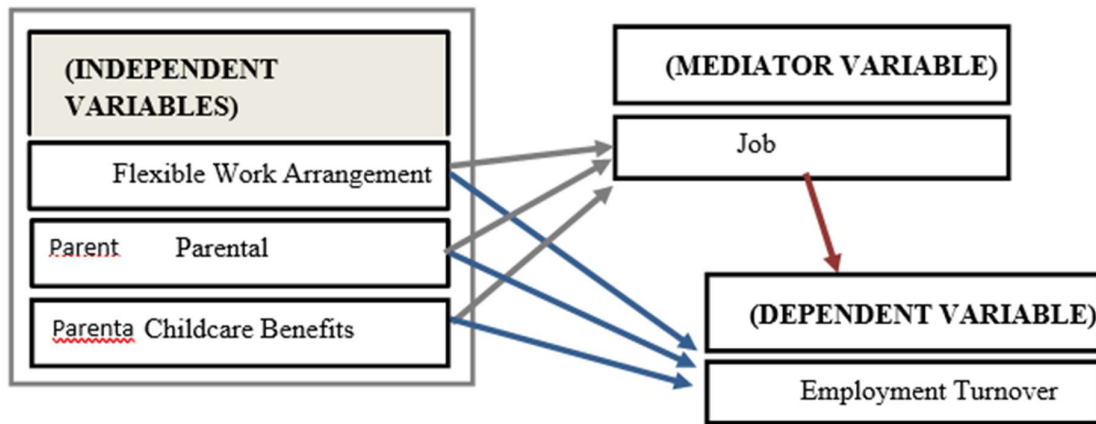 (INDEPENDENT
VARIABLES)
Flexible Work Arrangement
Parent Parental
Parenta Childcare Benefits
(MEDIATOR VARIABLE)
Job
(DEPENDENT VARIABLE)
Employment Turnover